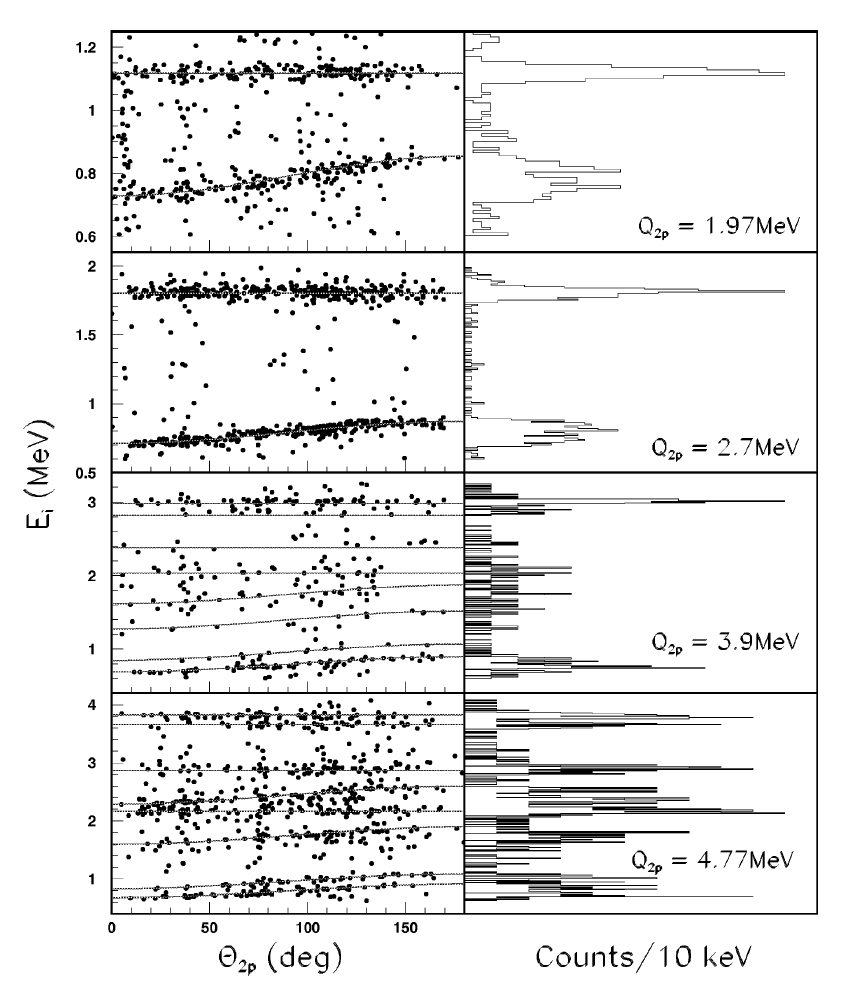 1.2
1
0.8
0.6
Q2p = 1.97MeV
2
1.5
1
0.5
Q2p = 2.7MeV
3
2
1
Q2p = 3.9MeV
4
3
2
1
Q2p = 4.77MeV
Ei (MeV)
0 50 100 150
Θ2p (deg)
Counts/10 keV